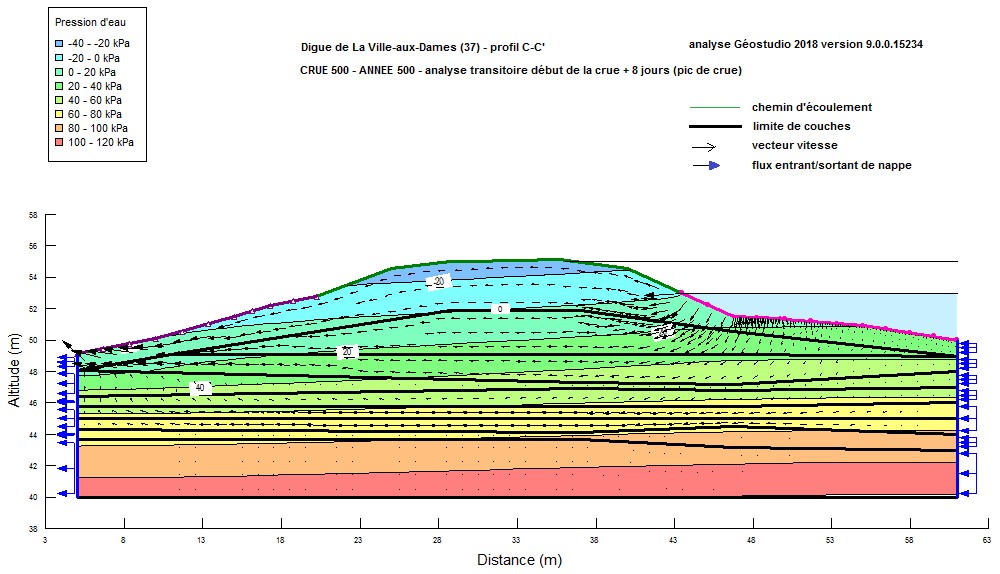 Pression d'eau
-40 - -20 kPa
-20 - 0 kPa
0 - 20 kPa
20 - 40 kPa
40 - 60 kPa
60 - 80 kPa
80 - 100 kPa
100 - 120 kPa
Digue de La Ville-aux-Dames (37) - profil C-C'
CRUE 500 - ANNEE 500 - analyse transitoire début de la crue + 8 jours (pic de crue)
analyse Géostudio 2018 version 9.0.0.15234
chemin d'écoulement
limite de couches
vecteur vitesse
flux entrant/sortant de nappe
58
56
54
52
50
48
46
44
42
40
38
Altitude (m)
-20
0
20
40
3 8 13 18 23 28 33 38 43 48 53 58 63
Distance (m)